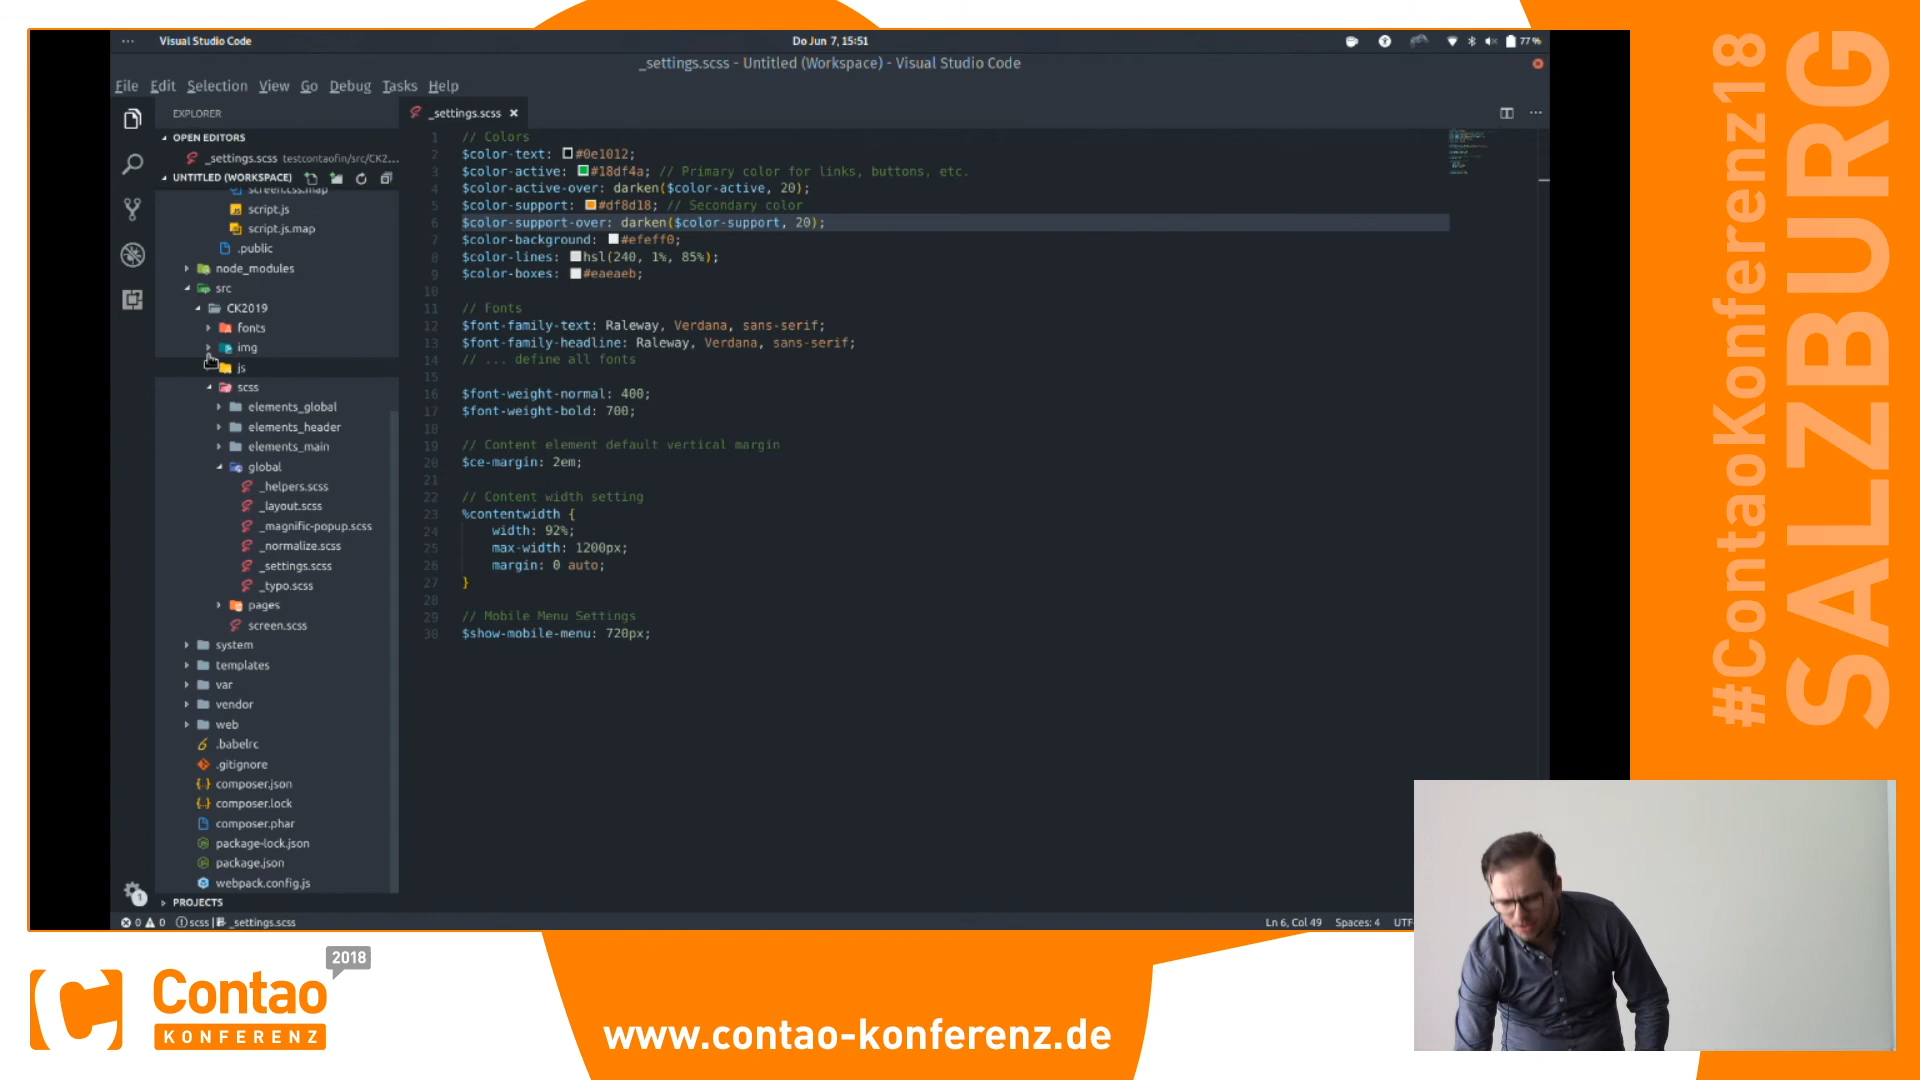 Visual Studio Code
Do Jun 7, 15:51
77 %
_settings.scss - Untitled (Workspace) - Visual Studio Code
File Edit Selection View Go Debug Tasks Help
EXPLORER
OPEN EDITORS
_settings.scss testcontaofin/src/CK2...
UNTITLED (WORKSPACE)
screen.css.map
script.js
script.js.map
.public
node_modules
src
CK2019
fonts
img
js
scss
elements_global
elements_header
elements_main
global
_helpers.scss
_layout.scss
_magnific-popup.scss
_normalize.scss
_settings.scss
_typo.scss
pages
screen.scss
system
templates
var
vendor
web
.babelrc
.gitignore
composer.json
composer.lock
composer.phar
package-lock.json
package.json
webpack.config.js
PROJECTS
_settings.scss
1 // Colors
2 $color-text: #0e1012;
3 $color-active: #18df4a; // Primary color for links, buttons, etc.
4 $color-active-over: darken($color-active, 20);
5 $color-support: #df8d18; // Secondary color
6 $color-support-over: darken($color-support, 20);
7 $color-background: #efeff0;
8 $color-lines: hsl(240, 1%, 85%);
9 $color-boxes: #eaeaeb;
10
11 // Fonts
12 $font-family-text: Raleway, Verdana, sans-serif;
13 $font-family-headline: Raleway, Verdana, sans-serif;
14 // ... define all fonts
15
16 $font-weight-normal: 400;
17 $font-weight-bold: 700;
18
19 // Content element default vertical margin
20 $ce-margin: 2em;
21
22 // Content width setting
23 %contentwidth {
24 width: 92%;
25 max-width: 1200px;
26 margin: 0 auto;
27 }
28
29 // Mobile Menu Settings
30 $show-mobile-menu: 720px;
1
0 0 scss | _settings.scss
Ln 6, Col 49 Spaces: 4 UTF
#ContaoKonferenz18
SALZBURG
2018
Contao
KONFERENZ
www.contao-konferenz.de